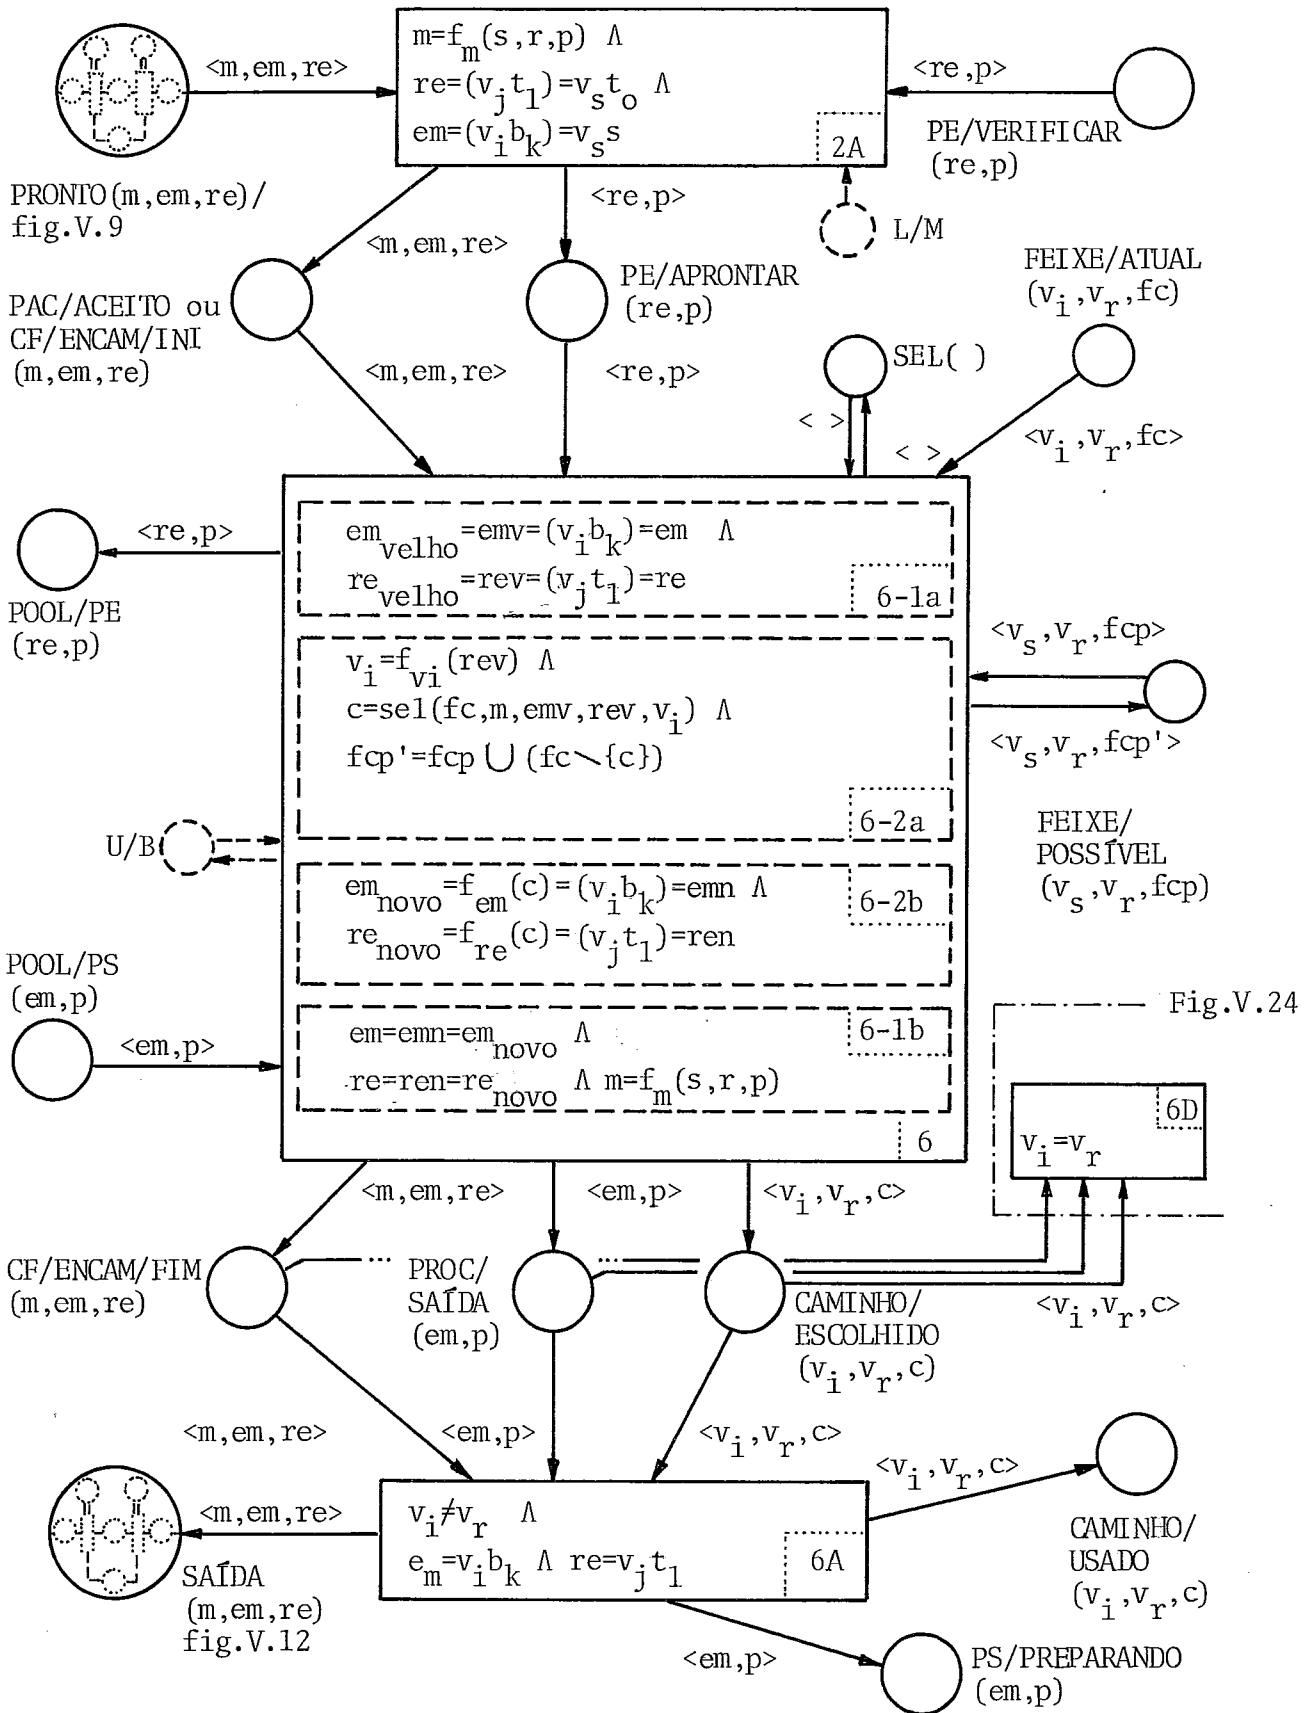 m=f_m(s,r,p) Λ
re=(v_j t_1)=v_s t_o Λ
em=(v_i b_k)=v_s s
2A
<m,em,re>
<re,p>
PE/VERIFICAR
(re,p)
PRONTO(m,em,re)/
fig.V.9
<m,em,re>
<re,p>
L/M
PAC/ACEITO ou
CF/ENCAM/INI
(m,em,re)
PE/APRONTAR
(re,p)
FEIXE/ATUAL
(v_i,v_r,fc)
SEL( )
<m,em,re>
<re,p>
< >
< >
<v_i,v_r,fc>
<re,p>
POOL/PE
(re,p)
em_velho=emv=(v_i b_k)=em Λ
re_velho=rev=(v_j t_1)=re
6-1a
v_i=f_vi(rev) Λ
c=sel(fc,m,emv,rev,v_i) Λ
fcp'=fcp ∪ (fc∖{c})
6-2a
<v_s,v_r,fcp>
<v_s,v_r,fcp'>
FEIXE/
POSSÍVEL
(v_s,v_r,fcp)
U/B
em_novo=f_em(c)=(v_i b_k)=emn Λ
re_novo=f_re(c)=(v_j t_1)=ren
6-2b
POOL/PS
(em,p)
<em,p>
em=emn=em_novo Λ
re=ren=re_novo Λ m=f_m(s,r,p)
6-1b
6
Fig.V.24
6D
v_i=v_r
<m,em,re>
<em,p>
<v_i,v_r,c>
CF/ENCAM/FIM
(m,em,re)
PROC/
SAÍDA
(em,p)
CAMINHO/
ESCOLHIDO
(v_i,v_r,c)
<v_i,v_r,c>
<m,em,re>
<em,p>
<v_i,v_r,c>
<v_i,v_r,c>
<m,em,re>
SAÍDA
(m,em,re)
fig.V.12
v_i≠v_r Λ
e_m=v_i b_k Λ re=v_j t_1
6A
CAMINHO/
USADO
(v_i,v_r,c)
<em,p>
PS/PREPARANDO
(em,p)